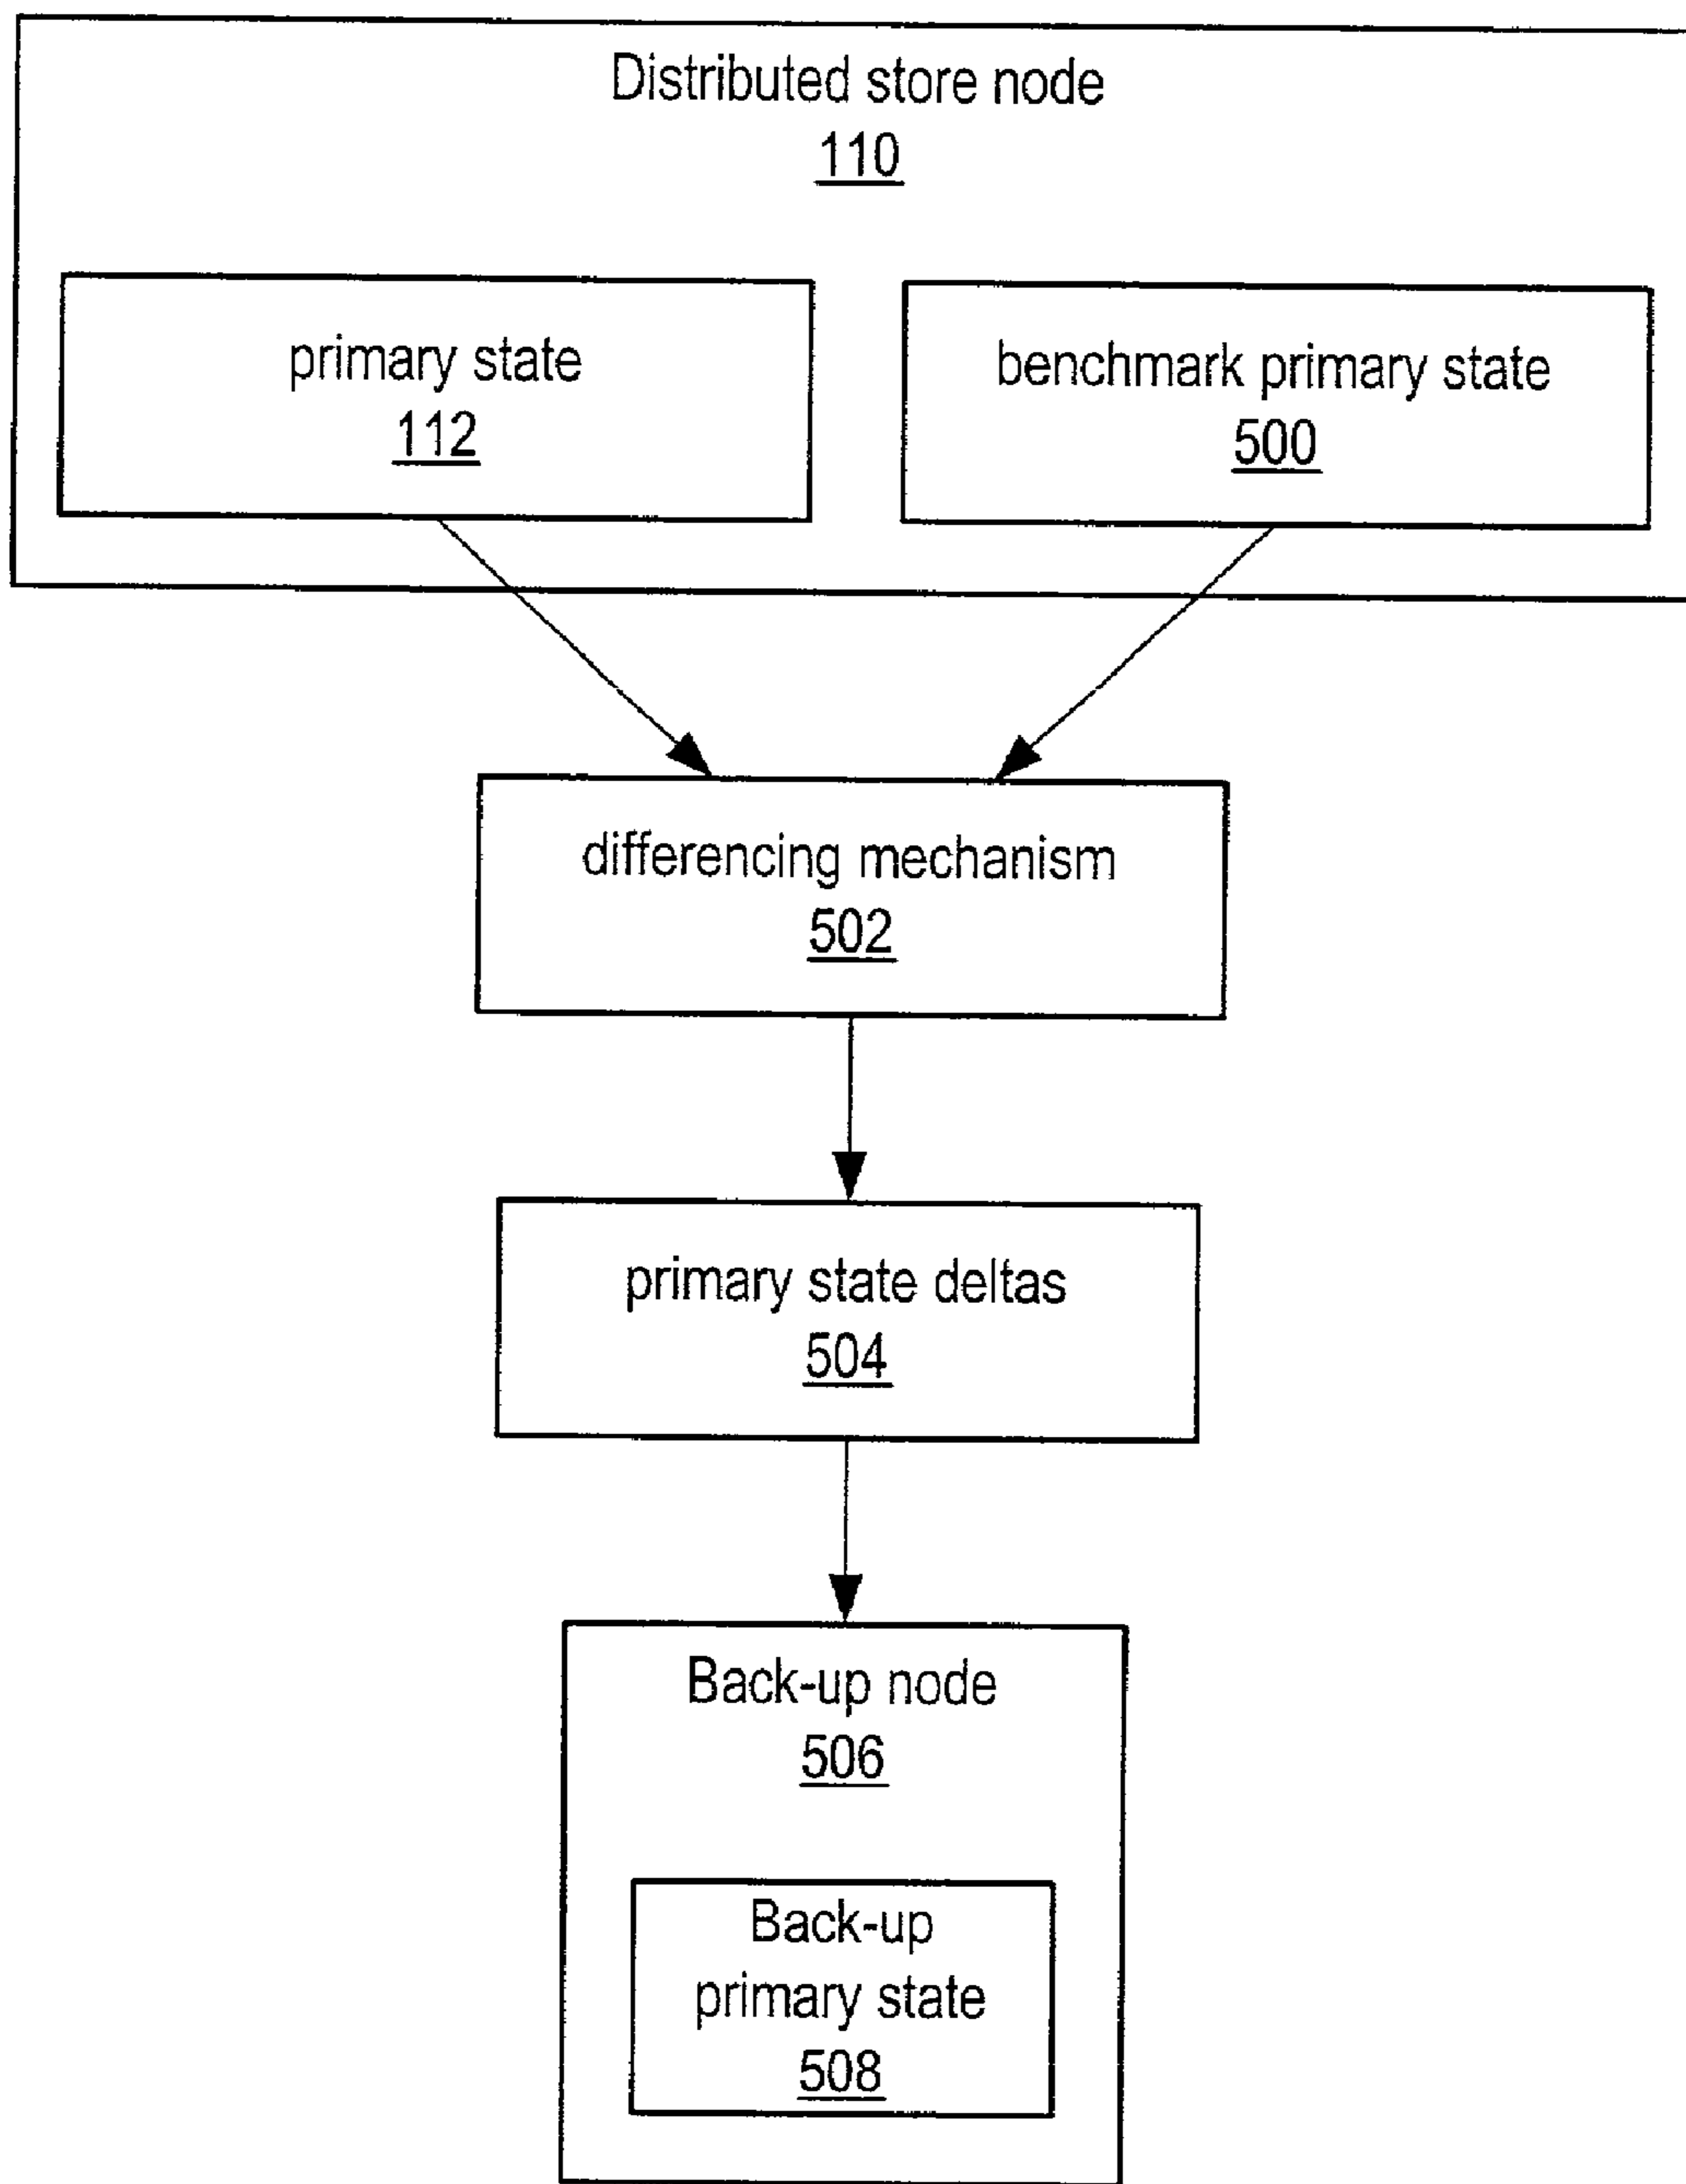 Distributed store node
110
primary state
112
benchmark primary state
500
differencing mechanism
502
primary state deltas
504
Back-up node
506
Back-up
primary state
508